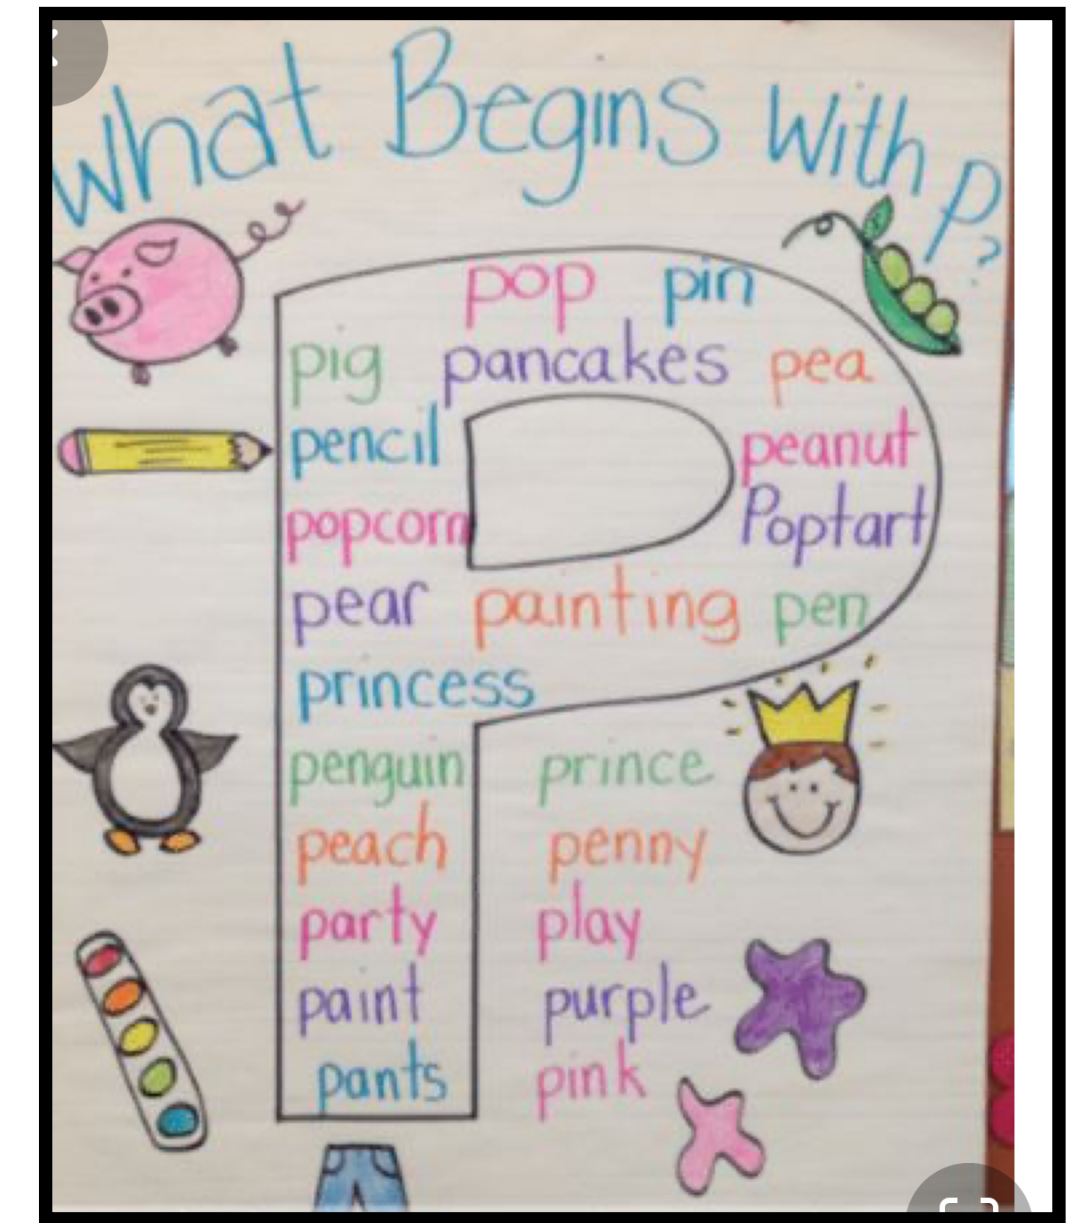 What Begins With p?
pop pin
pig pancakes pea
pencil peanut
popcorn Poptart
pear painting pen
princess
penguin prince
peach penny
party play
paint purple
pants pink